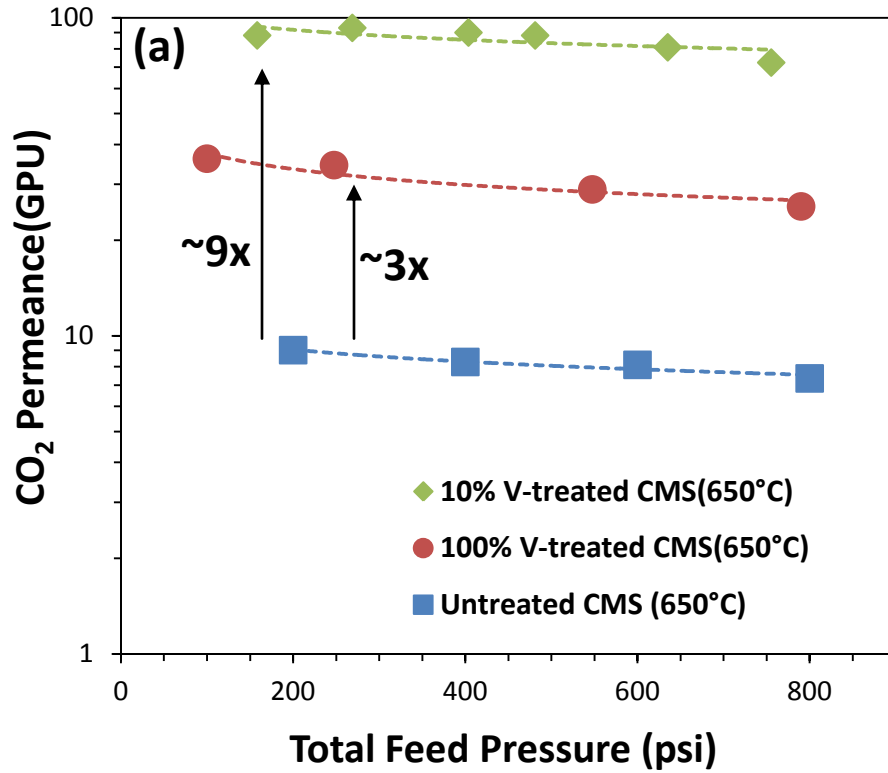 100
(a)
CO₂ Permeance(GPU)
~9x
~3x
10
10% V-treated CMS(650°C)
100% V-treated CMS(650°C)
Untreated CMS (650°C)
1
0 200 400 600 800
Total Feed Pressure (psi)